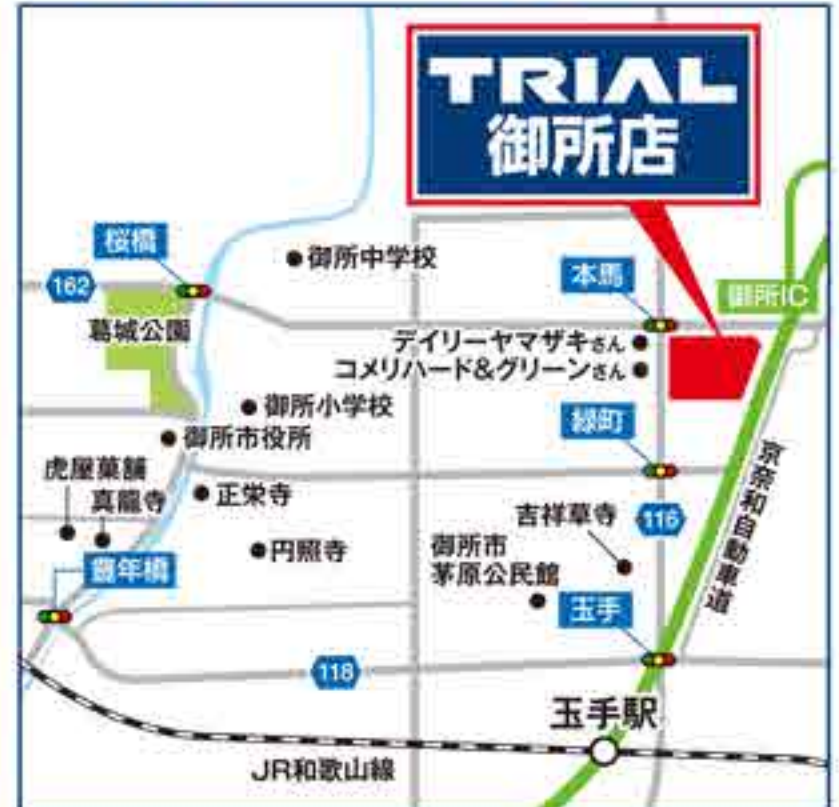 TRIAL
御所店
桜橋
御所中学校
162
本馬
御所IC
葛城公園
デイリーヤマザキさん
コメリハード&グリーンさん
御所小学校
緑町
御所市役所
虎屋菓舗
真龍寺
正栄寺
吉祥草寺
116
京奈和自動車道
円照寺
御所市
茅原公民館
豊年橋
玉手
118
玉手駅
JR和歌山線